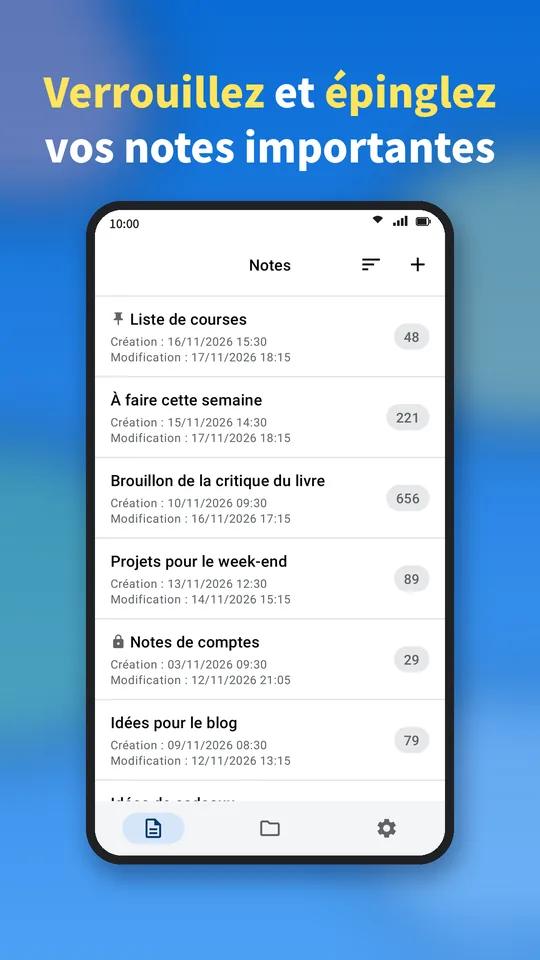 Verrouillez et épinglez
vos notes importantes
10:00
Notes
Liste de courses
Création : 16/11/2026 15:30
Modification : 17/11/2026 18:15
48
À faire cette semaine
Création : 15/11/2026 14:30
Modification : 17/11/2026 18:15
221
Brouillon de la critique du livre
Création : 10/11/2026 09:30
Modification : 16/11/2026 17:15
656
Projets pour le week-end
Création : 13/11/2026 12:30
Modification : 14/11/2026 15:15
89
Notes de comptes
Création : 03/11/2026 09:30
Modification : 12/11/2026 21:05
29
Idées pour le blog
Création : 09/11/2026 08:30
Modification : 12/11/2026 13:15
79
Idées de cadeaux